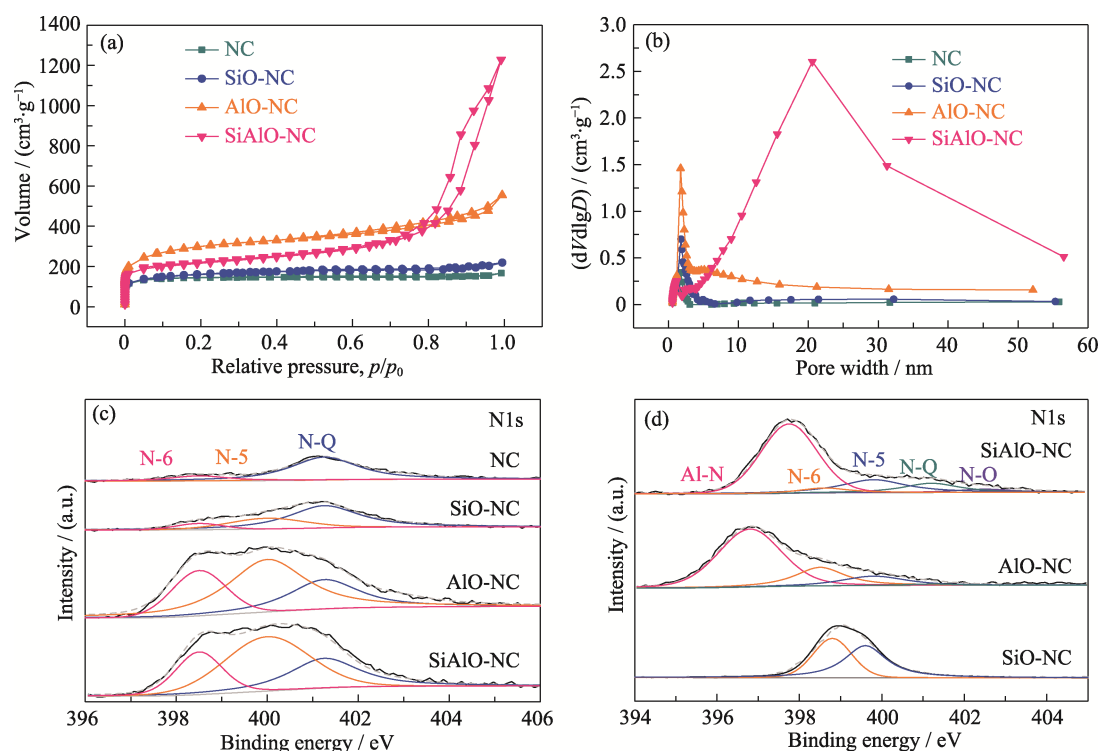 (a)
NC
SiO-NC
AlO-NC
SiAlO-NC
Volume / (cm³·g⁻¹)
1400
1200
1000
800
600
400
200
0
0 0.2 0.4 0.6 0.8 1.0
Relative pressure, p/p₀
(b)
NC
SiO-NC
AlO-NC
SiAlO-NC
(dVdlgD) / (cm³·g⁻¹)
3.0
2.5
2.0
1.5
1.0
0.5
0
0 10 20 30 40 50 60
Pore width / nm
(c)
N1s
N-6 N-5 N-Q
NC
SiO-NC
AlO-NC
SiAlO-NC
Intensity / (a.u.)
396 398 400 402 404 406
Binding energy / eV
(d)
N1s
SiAlO-NC
Al-N N-6 N-5 N-Q N-O
AlO-NC
SiO-NC
Intensity / (a.u.)
394 396 398 400 402 404
Binding energy / eV